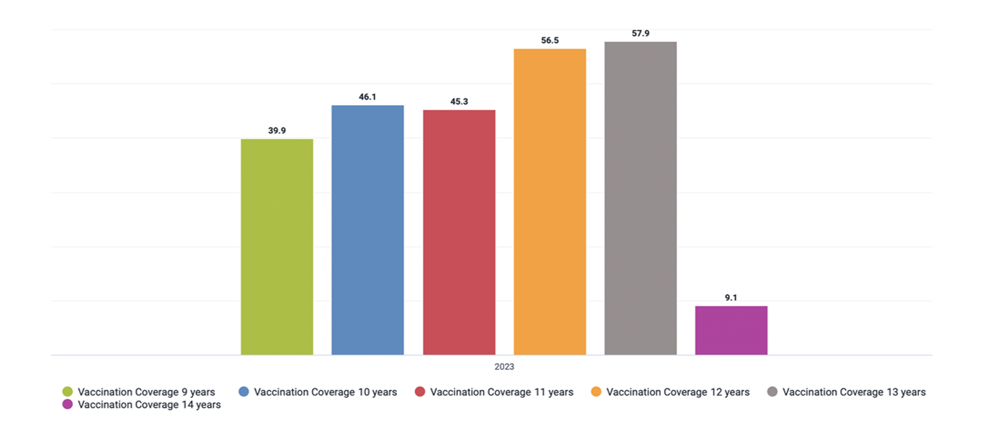 57.9
56.5
46.1
45.3
39.9
9.1
2023
Vaccination Coverage 9 years
Vaccination Coverage 10 years
Vaccination Coverage 11 years
Vaccination Coverage 12 years
Vaccination Coverage 13 years
Vaccination Coverage 14 years